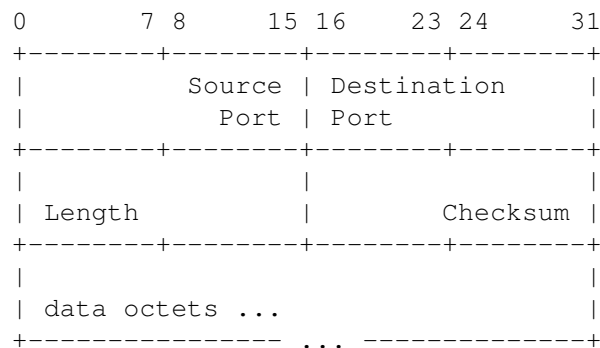 0      7 8     15 16    23 24    31
+--------+--------+--------+--------+
|          Source | Destination     |
|            Port | Port            |
+--------+--------+--------+--------+
|                 |                 |
| Length          |        Checksum |
+--------+--------+--------+--------+
|                                   |
| data octets ...                   |
+---------------- ... --------------+